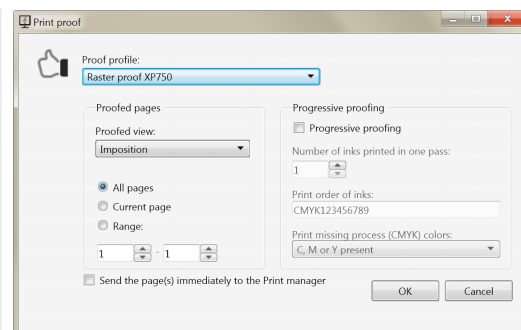 Print proof
Proof profile:
Raster proof XP750
Proofed pages
Proofed view:
Imposition
All pages
Current page
Range:
1 - 1
Progressive proofing
Progressive proofing
Number of inks printed in one pass:
1
Print order of inks:
CMYK123456789
Print missing process (CMYK) colors:
C, M or Y present
Send the page(s) immediately to the Print manager
OK Cancel